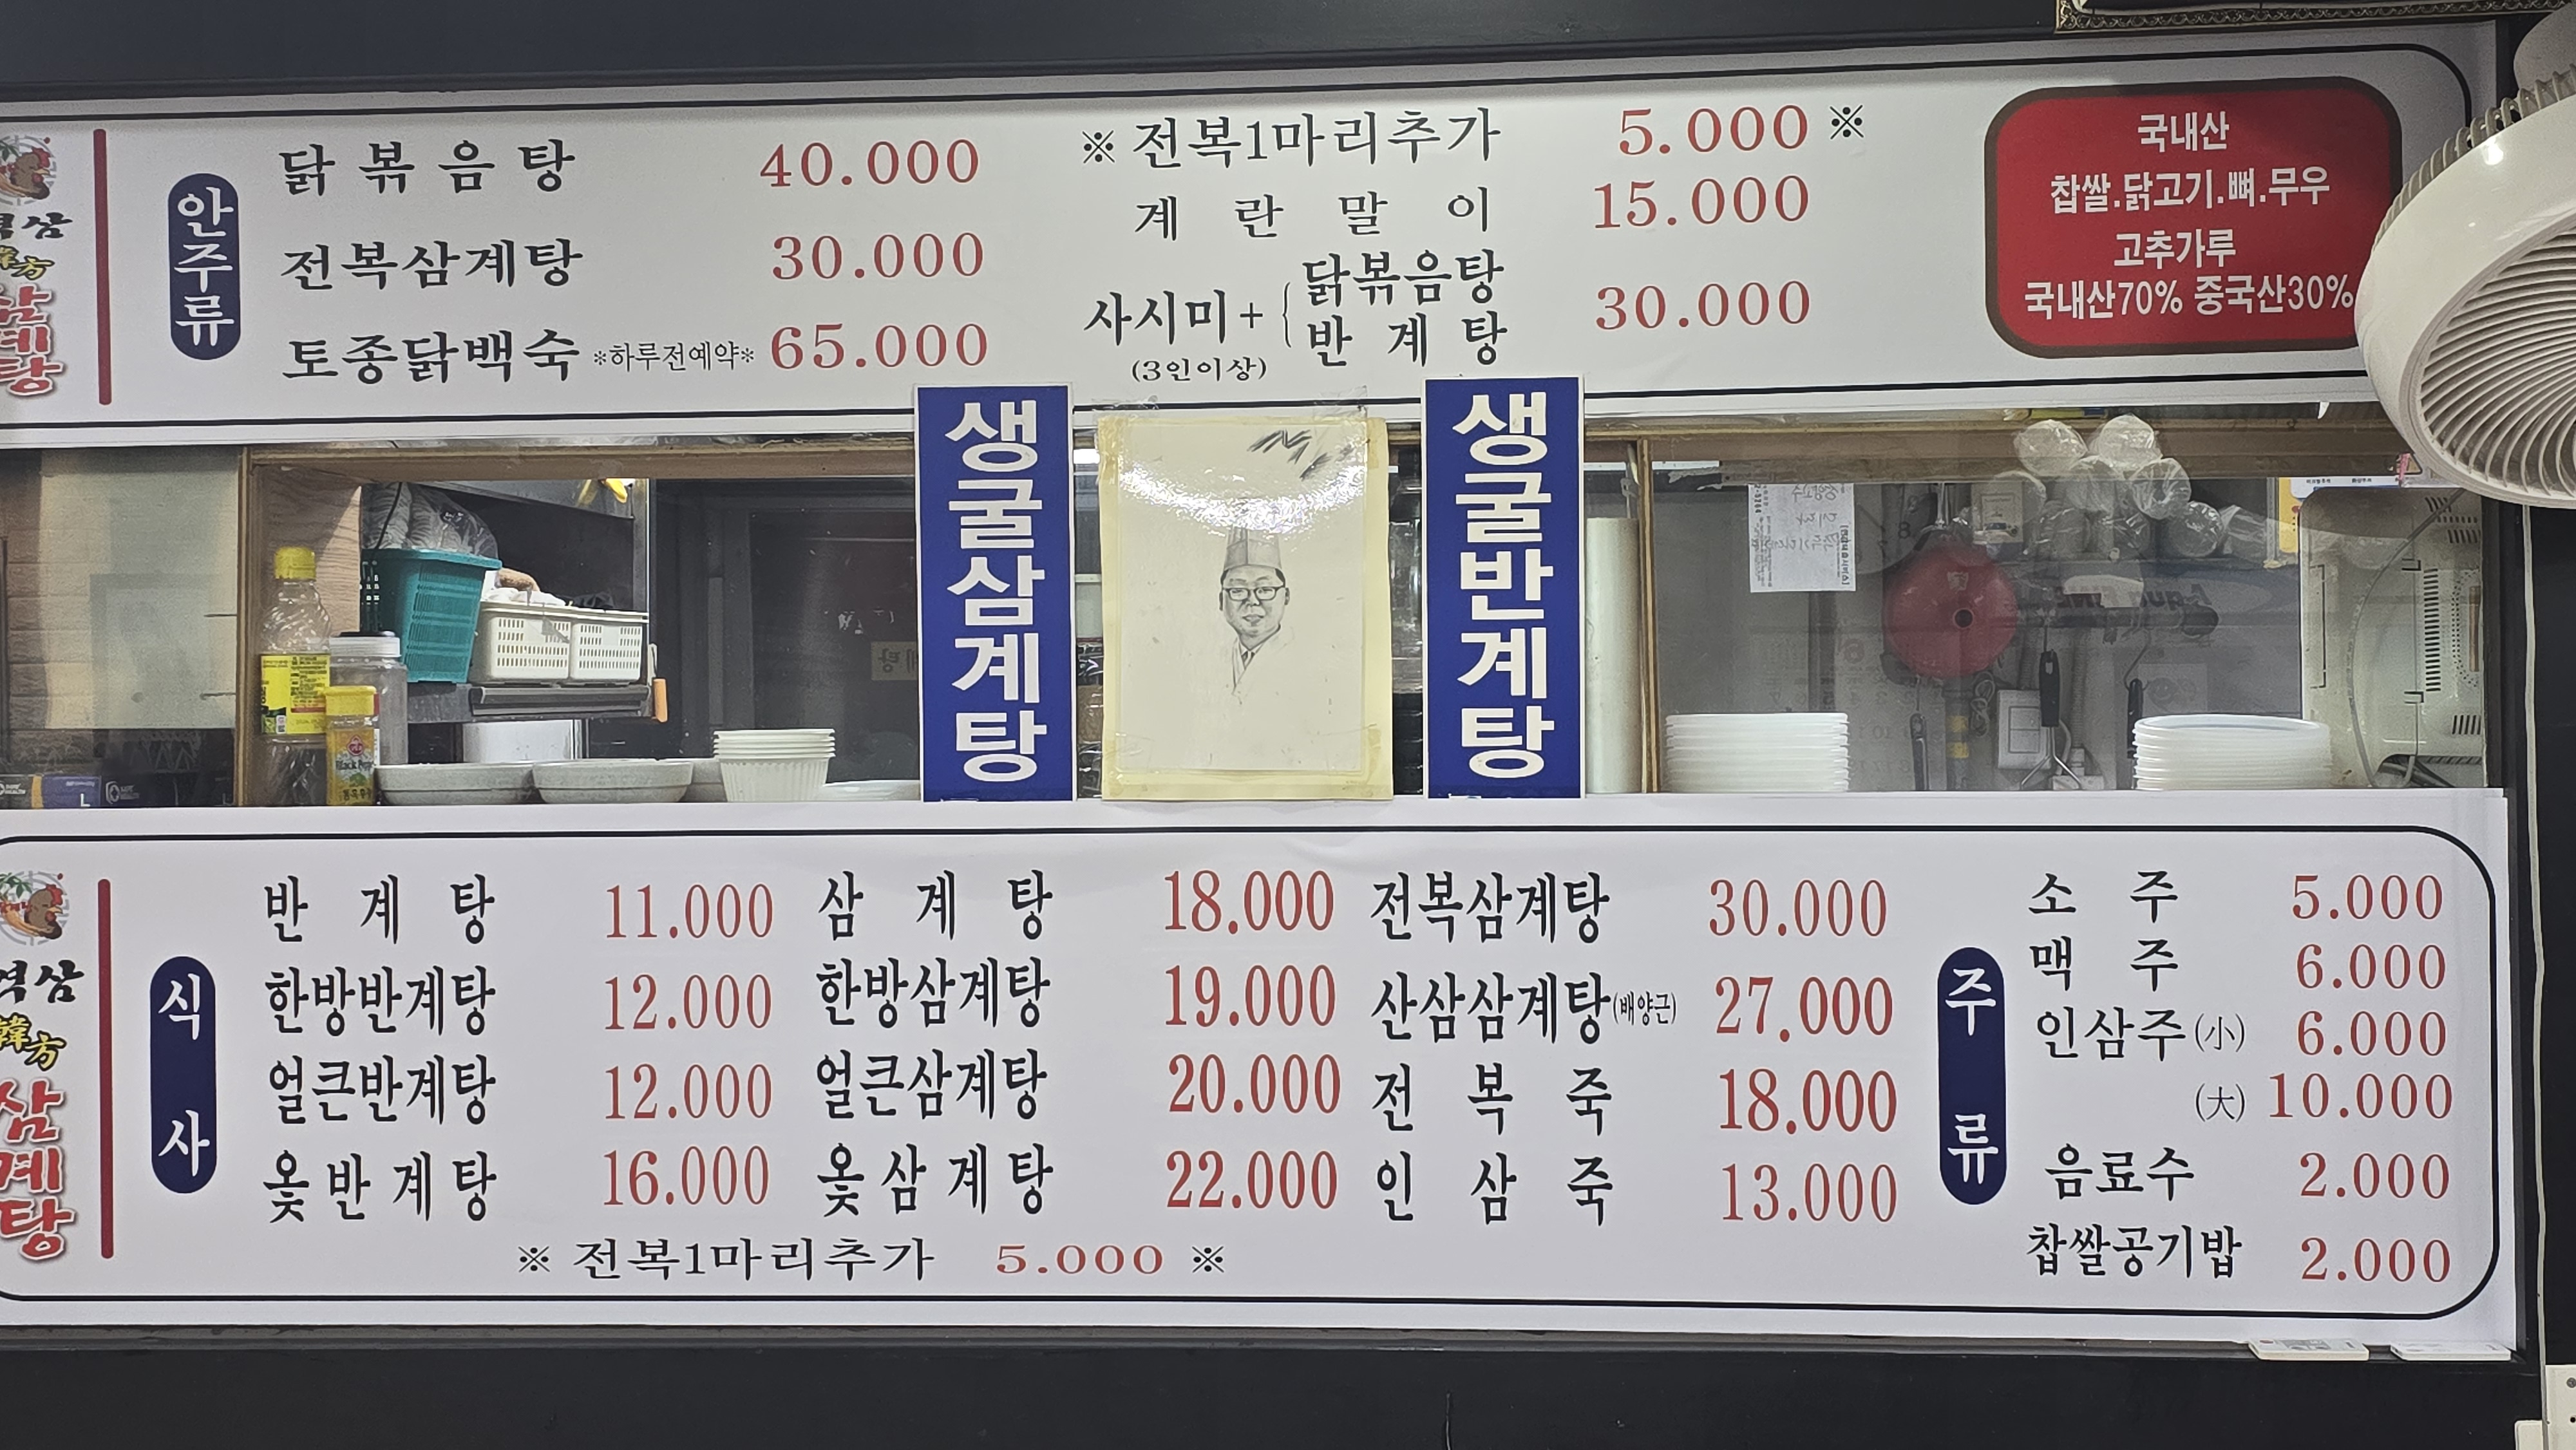 안주류
닭볶음탕 40.000
전복삼계탕 30.000
토종닭백숙 *하루전예약* 65.000
※ 전복1마리추가 5.000 ※
계란말이 15.000
사시미+ { 닭볶음탕
반계탕 30.000
(3인이상)
국내산
찹쌀.닭고기.뼈.무우
고추가루
국내산70% 중국산30%
역삼
韓方
삼계탕
생굴삼계탕
생굴반계탕
역삼
韓方
삼계탕
식사
반계탕 11.000
한방반계탕 12.000
얼큰반계탕 12.000
옻반계탕 16.000
삼계탕 18.000
한방삼계탕 19.000
얼큰삼계탕 20.000
옻삼계탕 22.000
전복삼계탕 30.000
산삼삼계탕(배양근) 27.000
전복죽 18.000
인삼죽 13.000
※ 전복1마리추가 5.000 ※
주류
소주 5.000
맥주 6.000
인삼주(小) 6.000
(大) 10.000
음료수 2.000
찹쌀공기밥 2.000